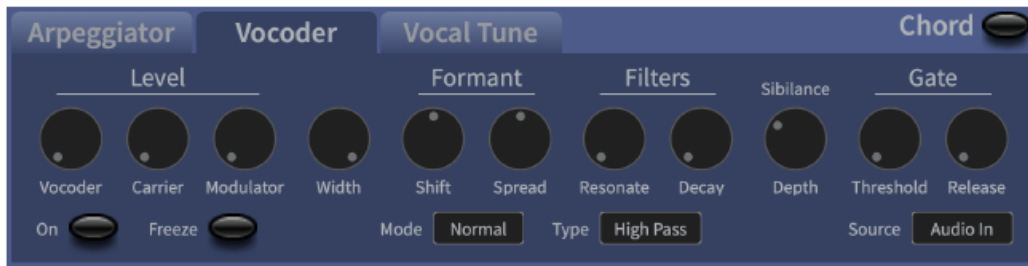 Arpeggiator Vocoder Vocal Tune Chord
Level Formant Filters Sibilance Gate
Vocoder Carrier Modulator Width Shift Spread Resonate Decay Depth Threshold Release
On Freeze Mode Normal Type High Pass Source Audio In